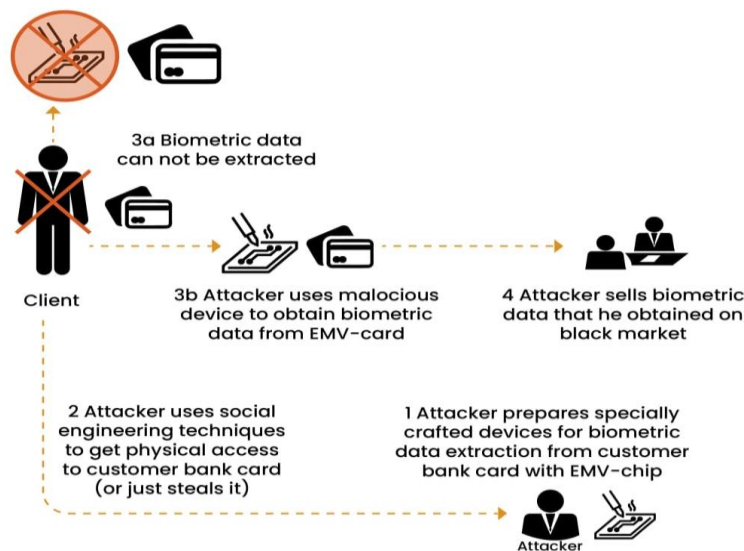 3a Biometric data
can not be extracted
Client
3b Attacker uses malocious
device to obtain biometric
data from EMV-card
4 Attacker sells biometric
data that he obtained on
black market
2 Attacker uses social
engineering techniques
to get physical access
to customer bank card
(or just steals it)
1 Attacker prepares specially
crafted devices for biometric
data extraction from customer
bank card with EMV-chip
Attacker